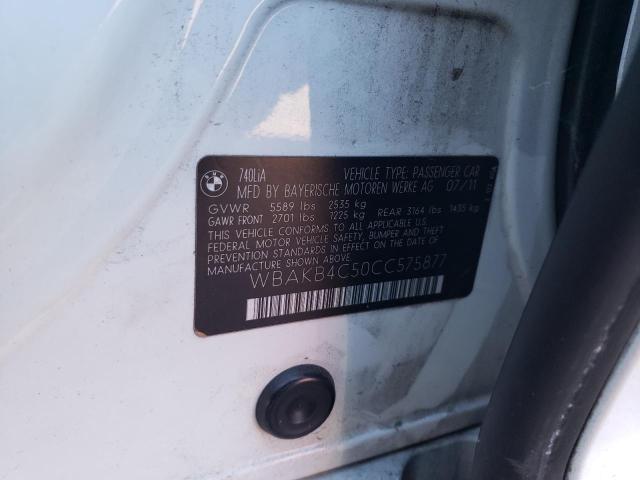 BMW
740LiA VEHICLE TYPE: PASSENGER CAR
MFD BY BAYERISCHE MOTOREN WERKE AG 07/11
GVWR 5589 lbs 2535 kg
GAWR FRONT 2701 lbs 1225 kg REAR 3164 lbs 1435 kg
THIS VEHICLE CONFORMS TO ALL APPLICABLE
FEDERAL MOTOR VEHICLE SAFETY, BUMPER AND THEFT
PREVENTION STANDARDS IN EFFECT ON THE DATE OF
MANUFACTURE SHOWN ABOVE.
WBAKB4C50CC575877